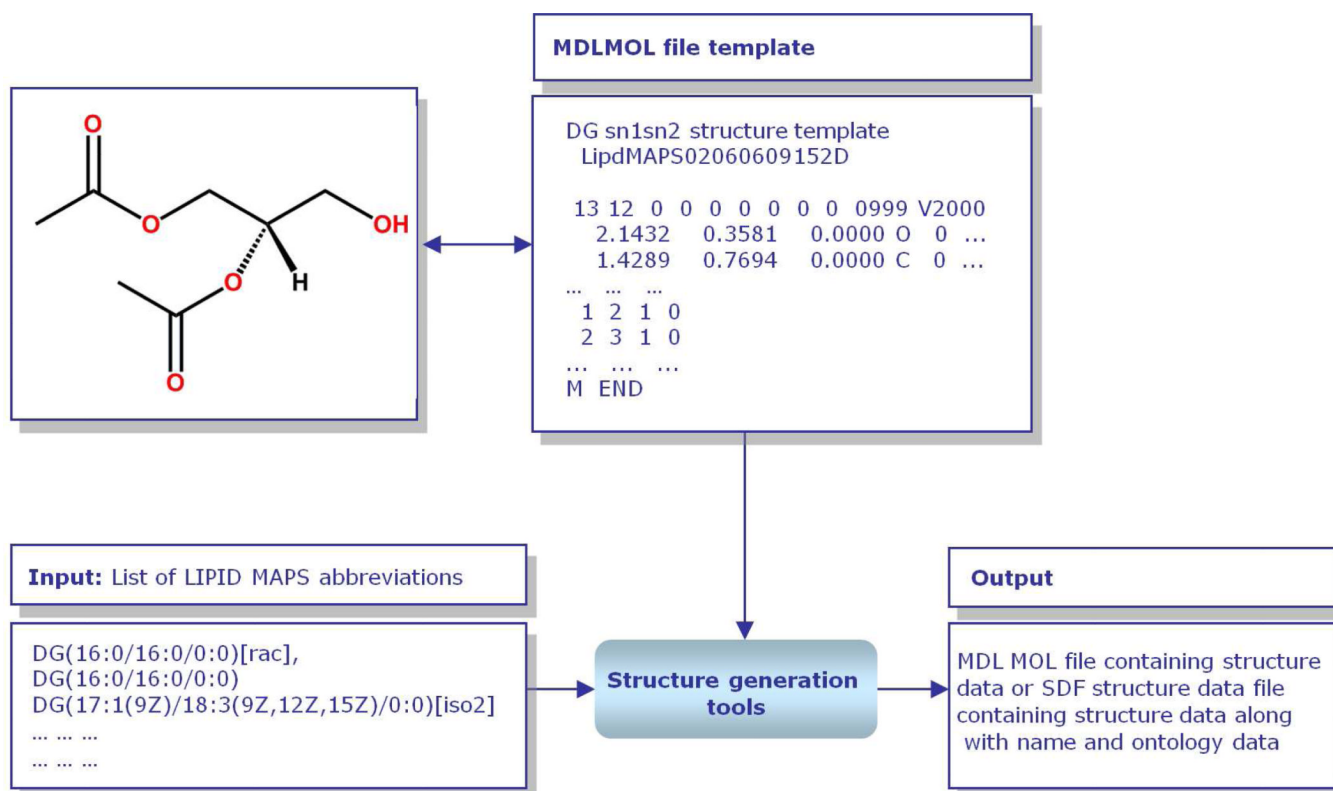 MDLMOL file template
O
O
OH
O
H
O
DG sn1sn2 structure template
LipdMAPS02060609152D
13 12 0 0 0 0 0 0 0 0999 V2000
2.1432 0.3581 0.0000 O 0 ...
1.4289 0.7694 0.0000 C 0 ...
... ... ...
1 2 1 0
2 3 1 0
... ... ...
M END
Input: List of LIPID MAPS abbreviations
DG(16:0/16:0/0:0)[rac],
DG(16:0/16:0/0:0)
DG(17:1(9Z)/18:3(9Z,12Z,15Z)/0:0)[iso2]
... ... ...
... ... ...
Structure generation
tools
Output
MDL MOL file containing structure
data or SDF structure data file
containing structure data along
with name and ontology data